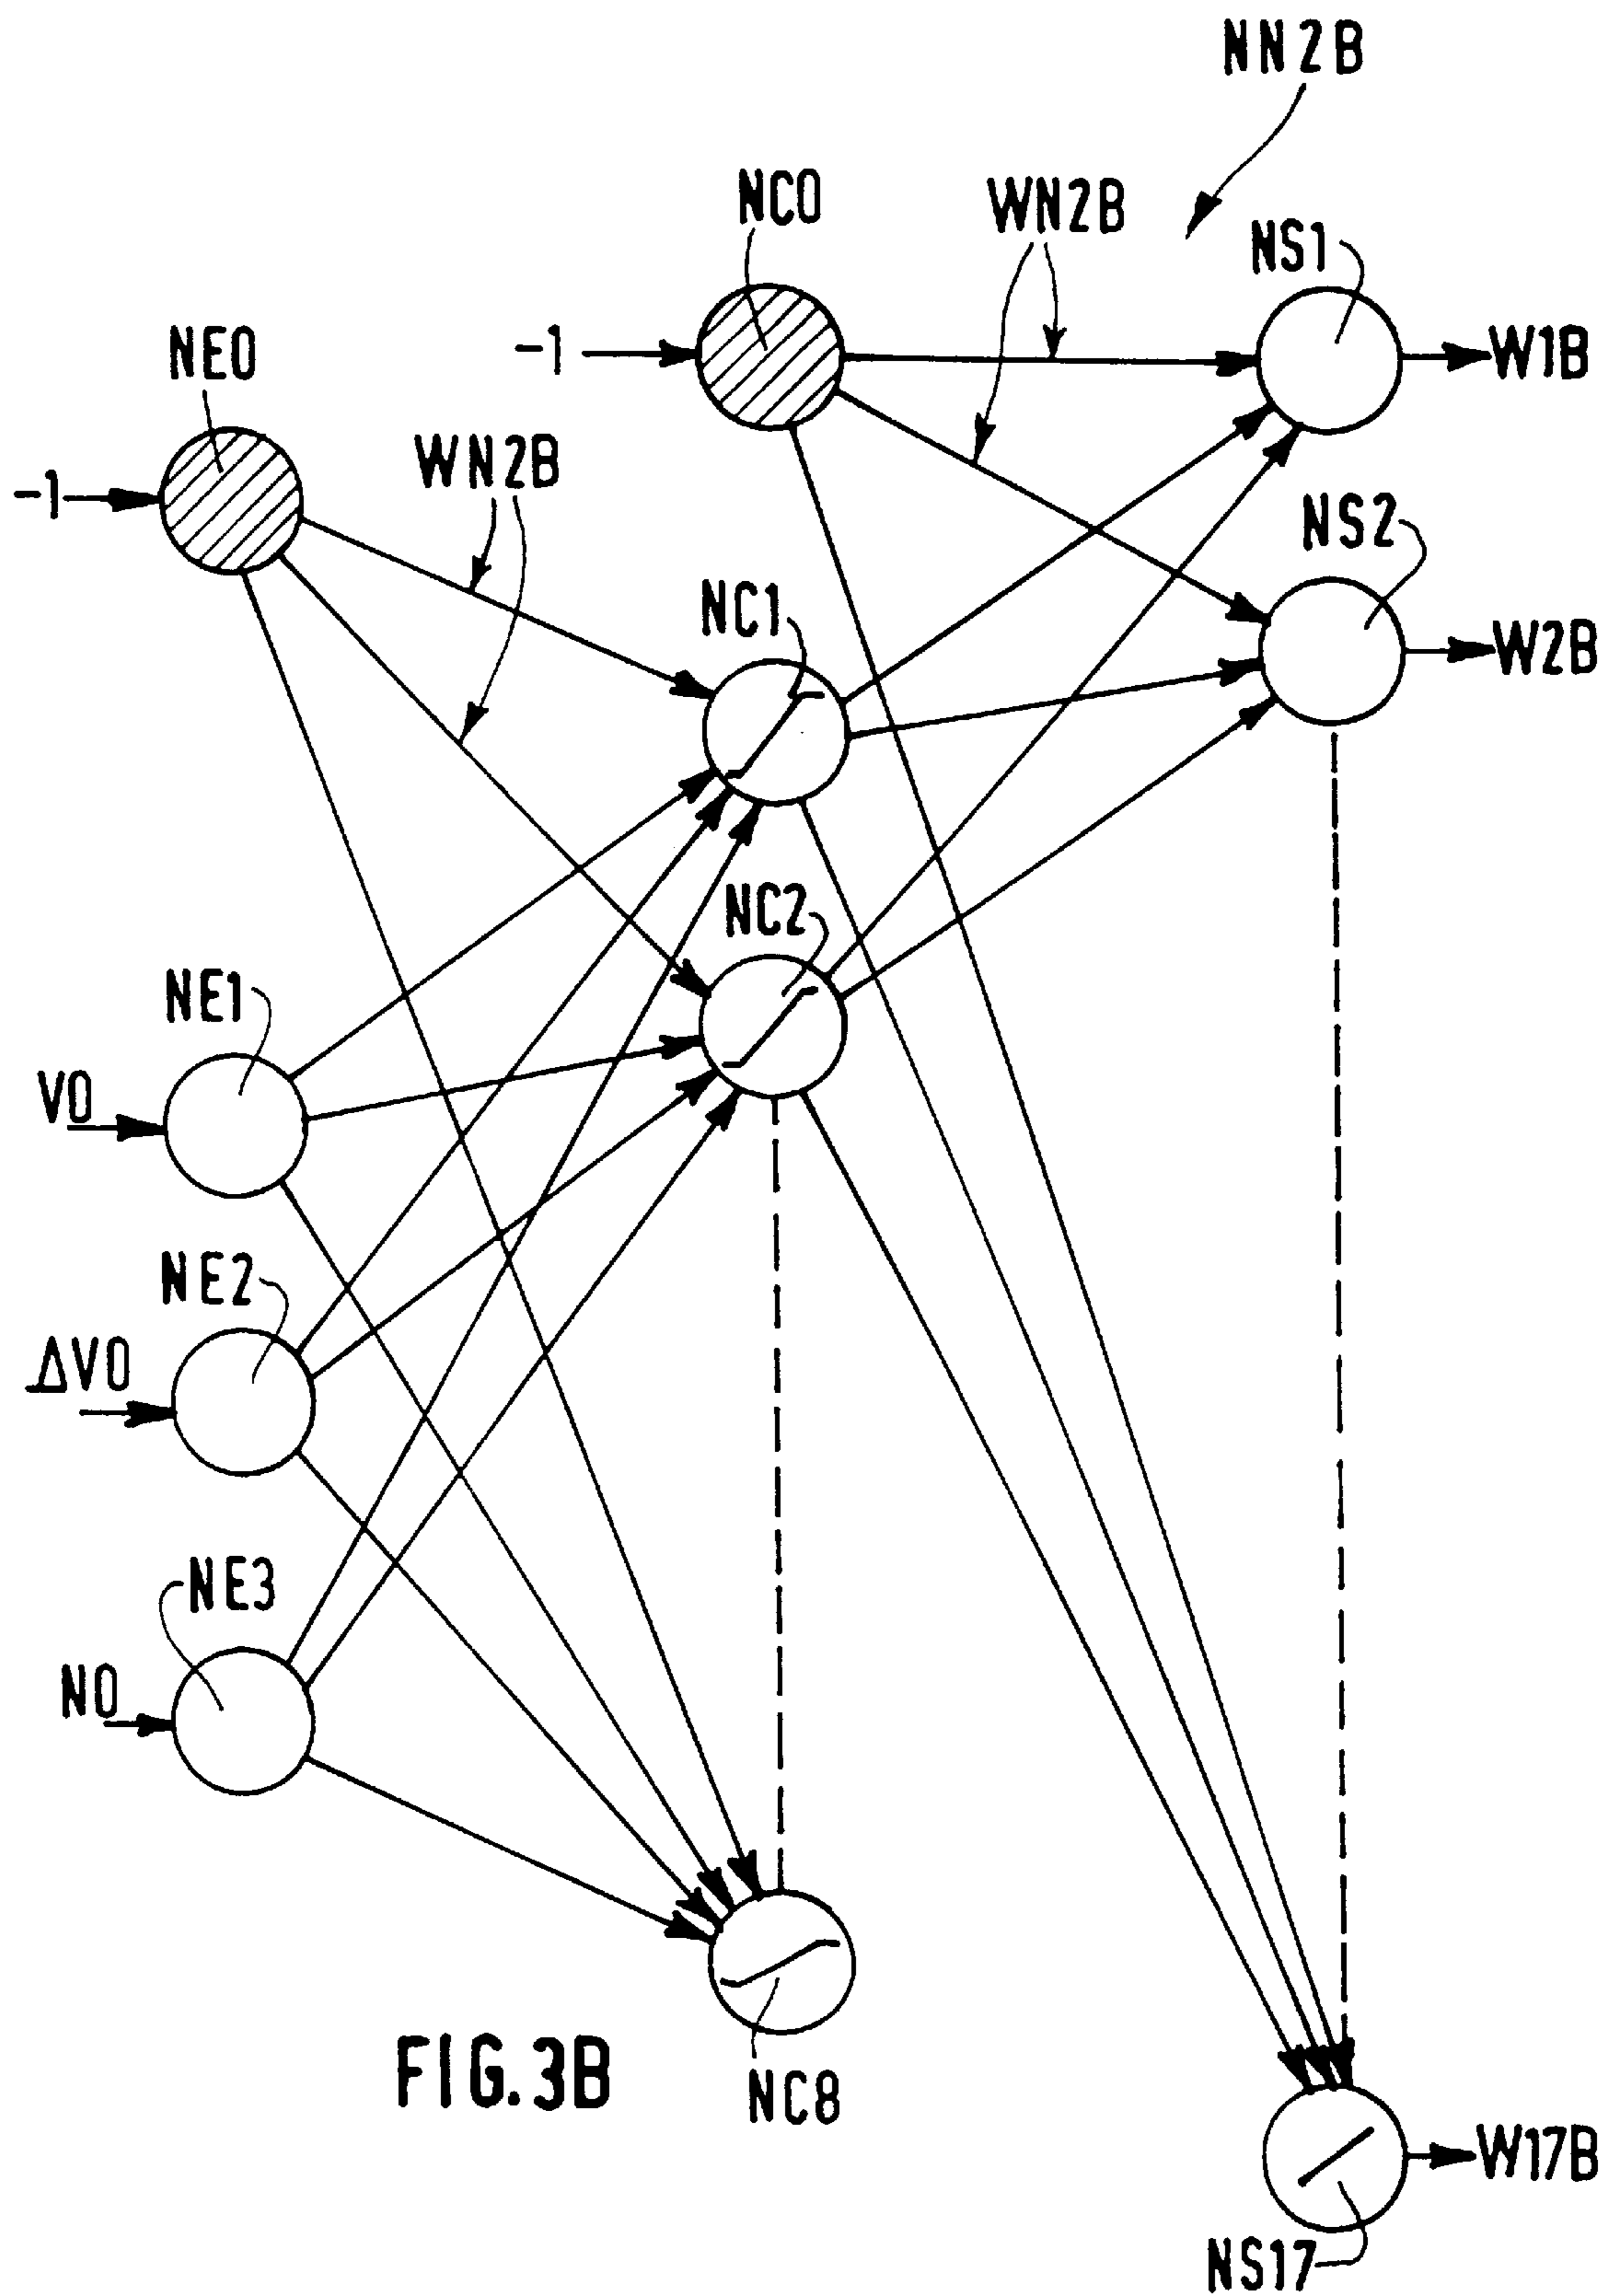 NN2B
NC0
WN2B
NS1
-1
W1B
NE0
WN2B
-1
NS2
NC1
W2B
NC2
NE1
V0
NE2
ΔV0
NE3
N0
FIG.3B
NC8
W17B
NS17